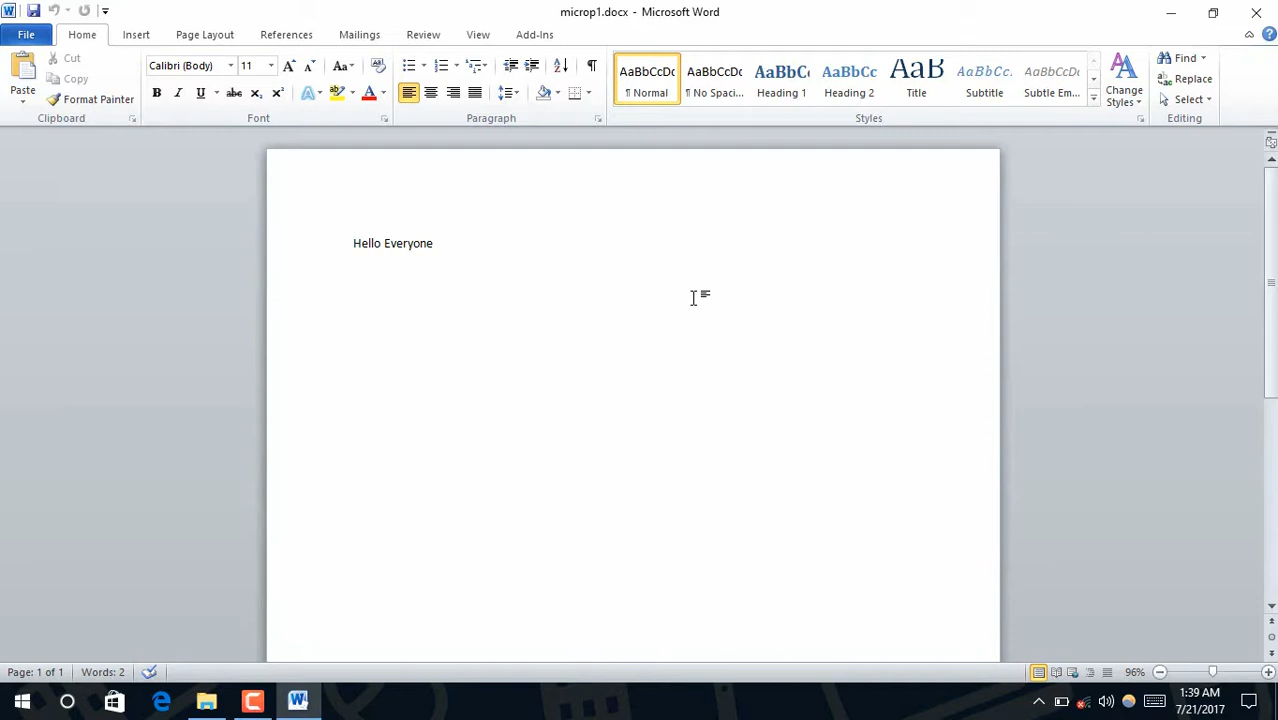 microp1.docx - Microsoft Word
File Home Insert Page Layout References Mailings Review View Add-Ins
Paste
Cut
Copy
Format Painter
Clipboard
Calibri (Body) 11
Font
Paragraph
AaBbCcDc AaBbCcDc AaBbC AaBbCc AaB AaBbCc. AaBbCcDc
¶ Normal ¶ No Spaci... Heading 1 Heading 2 Title Subtitle Subtle Em...
Change
Styles
Styles
Find
Replace
Select
Editing
Hello Everyone
Page: 1 of 1 Words: 2
96%
1:39 AM
7/21/2017